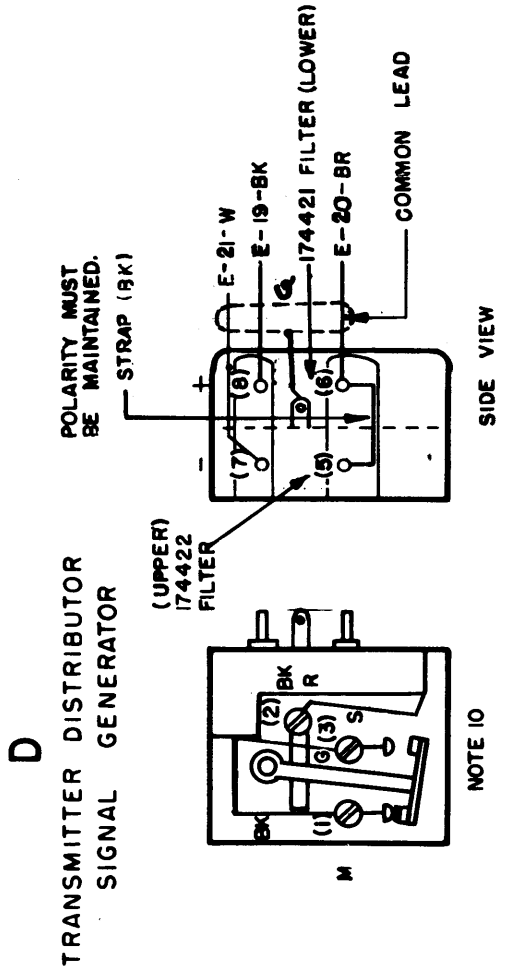 D
TRANSMITTER DISTRIBUTOR
SIGNAL GENERATOR
POLARITY MUST
BE MAINTAINED.
STRAP (BK)
- +
E-21-W
E-19-BK
174421 FILTER (LOWER)
E-20-BR
COMMON LEAD
(7) (8)
(5) (6)
(UPPER)
174422
FILTER
SIDE VIEW
BK
(2)
BK
R
G (3)
S
(1)
M
NOTE 10